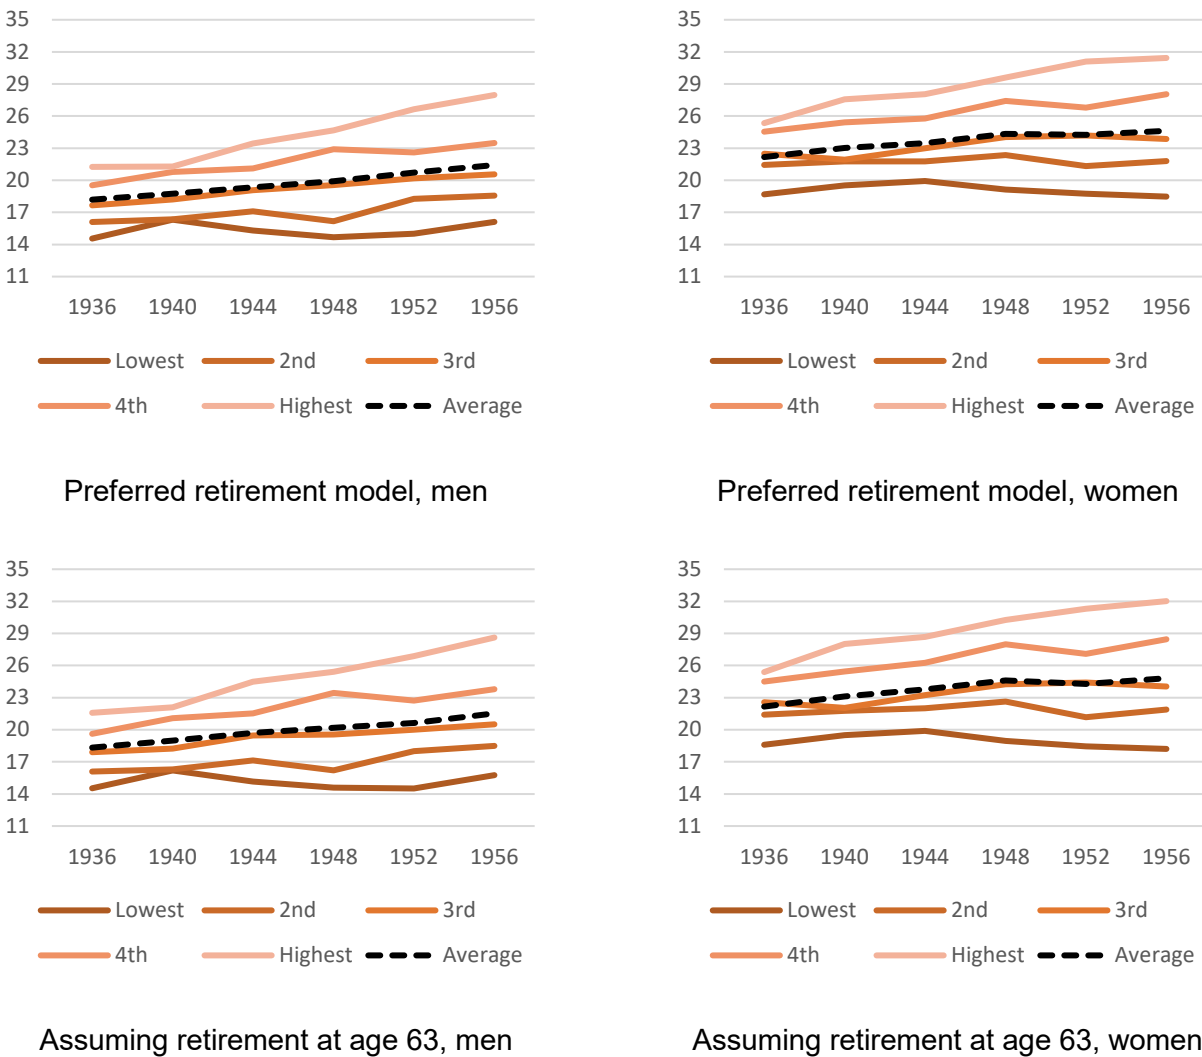 35
32
29
26
23
20
17
14
11
1936 1940 1944 1948 1952 1956
Lowest 2nd 3rd
4th Highest Average
Preferred retirement model, men
35
32
29
26
23
20
17
14
11
1936 1940 1944 1948 1952 1956
Lowest 2nd 3rd
4th Highest Average
Preferred retirement model, women
35
32
29
26
23
20
17
14
11
1936 1940 1944 1948 1952 1956
Lowest 2nd 3rd
4th Highest Average
Assuming retirement at age 63, men
35
32
29
26
23
20
17
14
11
1936 1940 1944 1948 1952 1956
Lowest 2nd 3rd
4th Highest Average
Assuming retirement at age 63, women